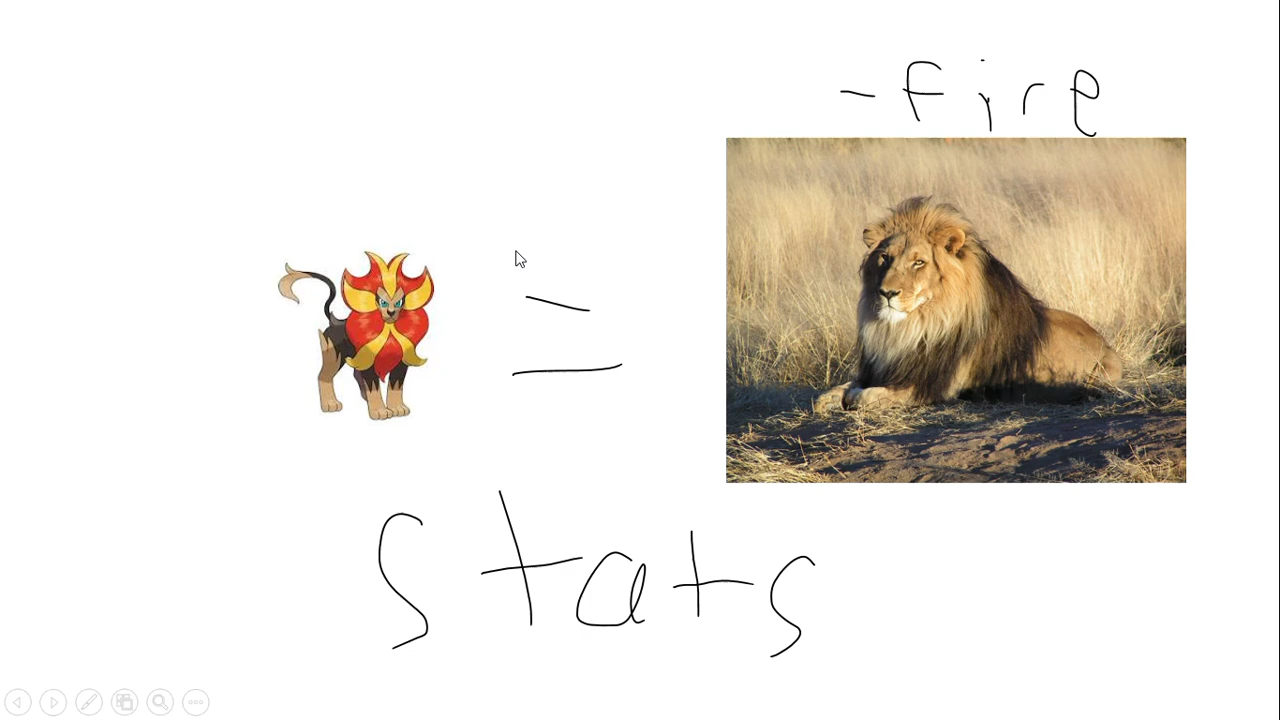 - fire
=
stats